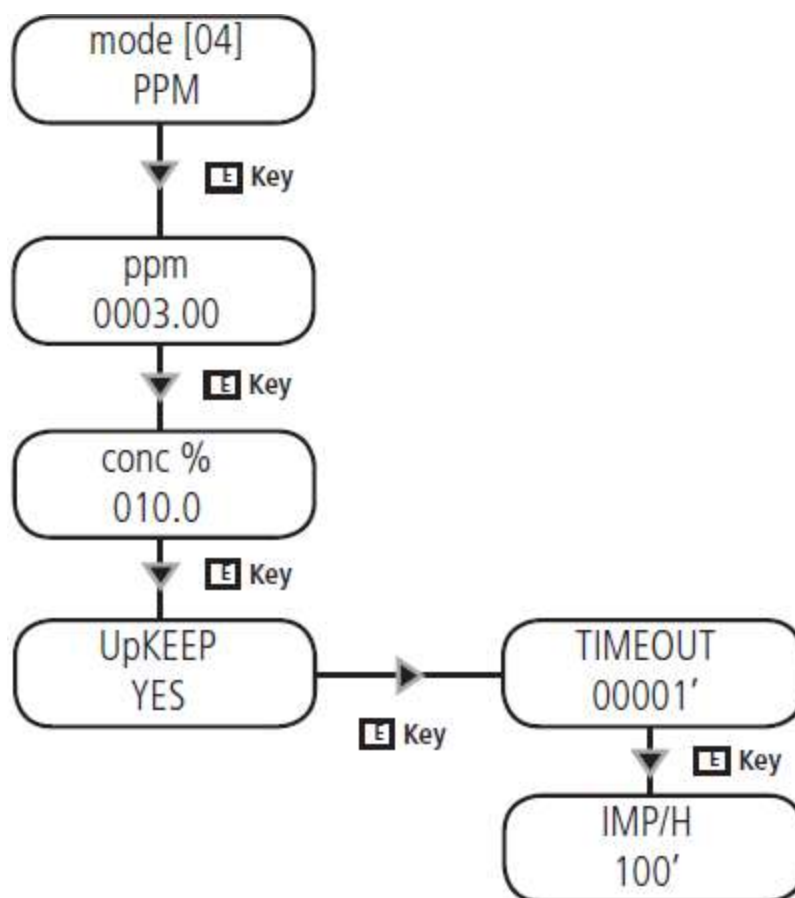 mode [04]
PPM
E Key
ppm
0003.00
E Key
conc %
010.0
E Key
UpKEEP
YES
E Key
TIMEOUT
00001’
E Key
IMP/H
100’